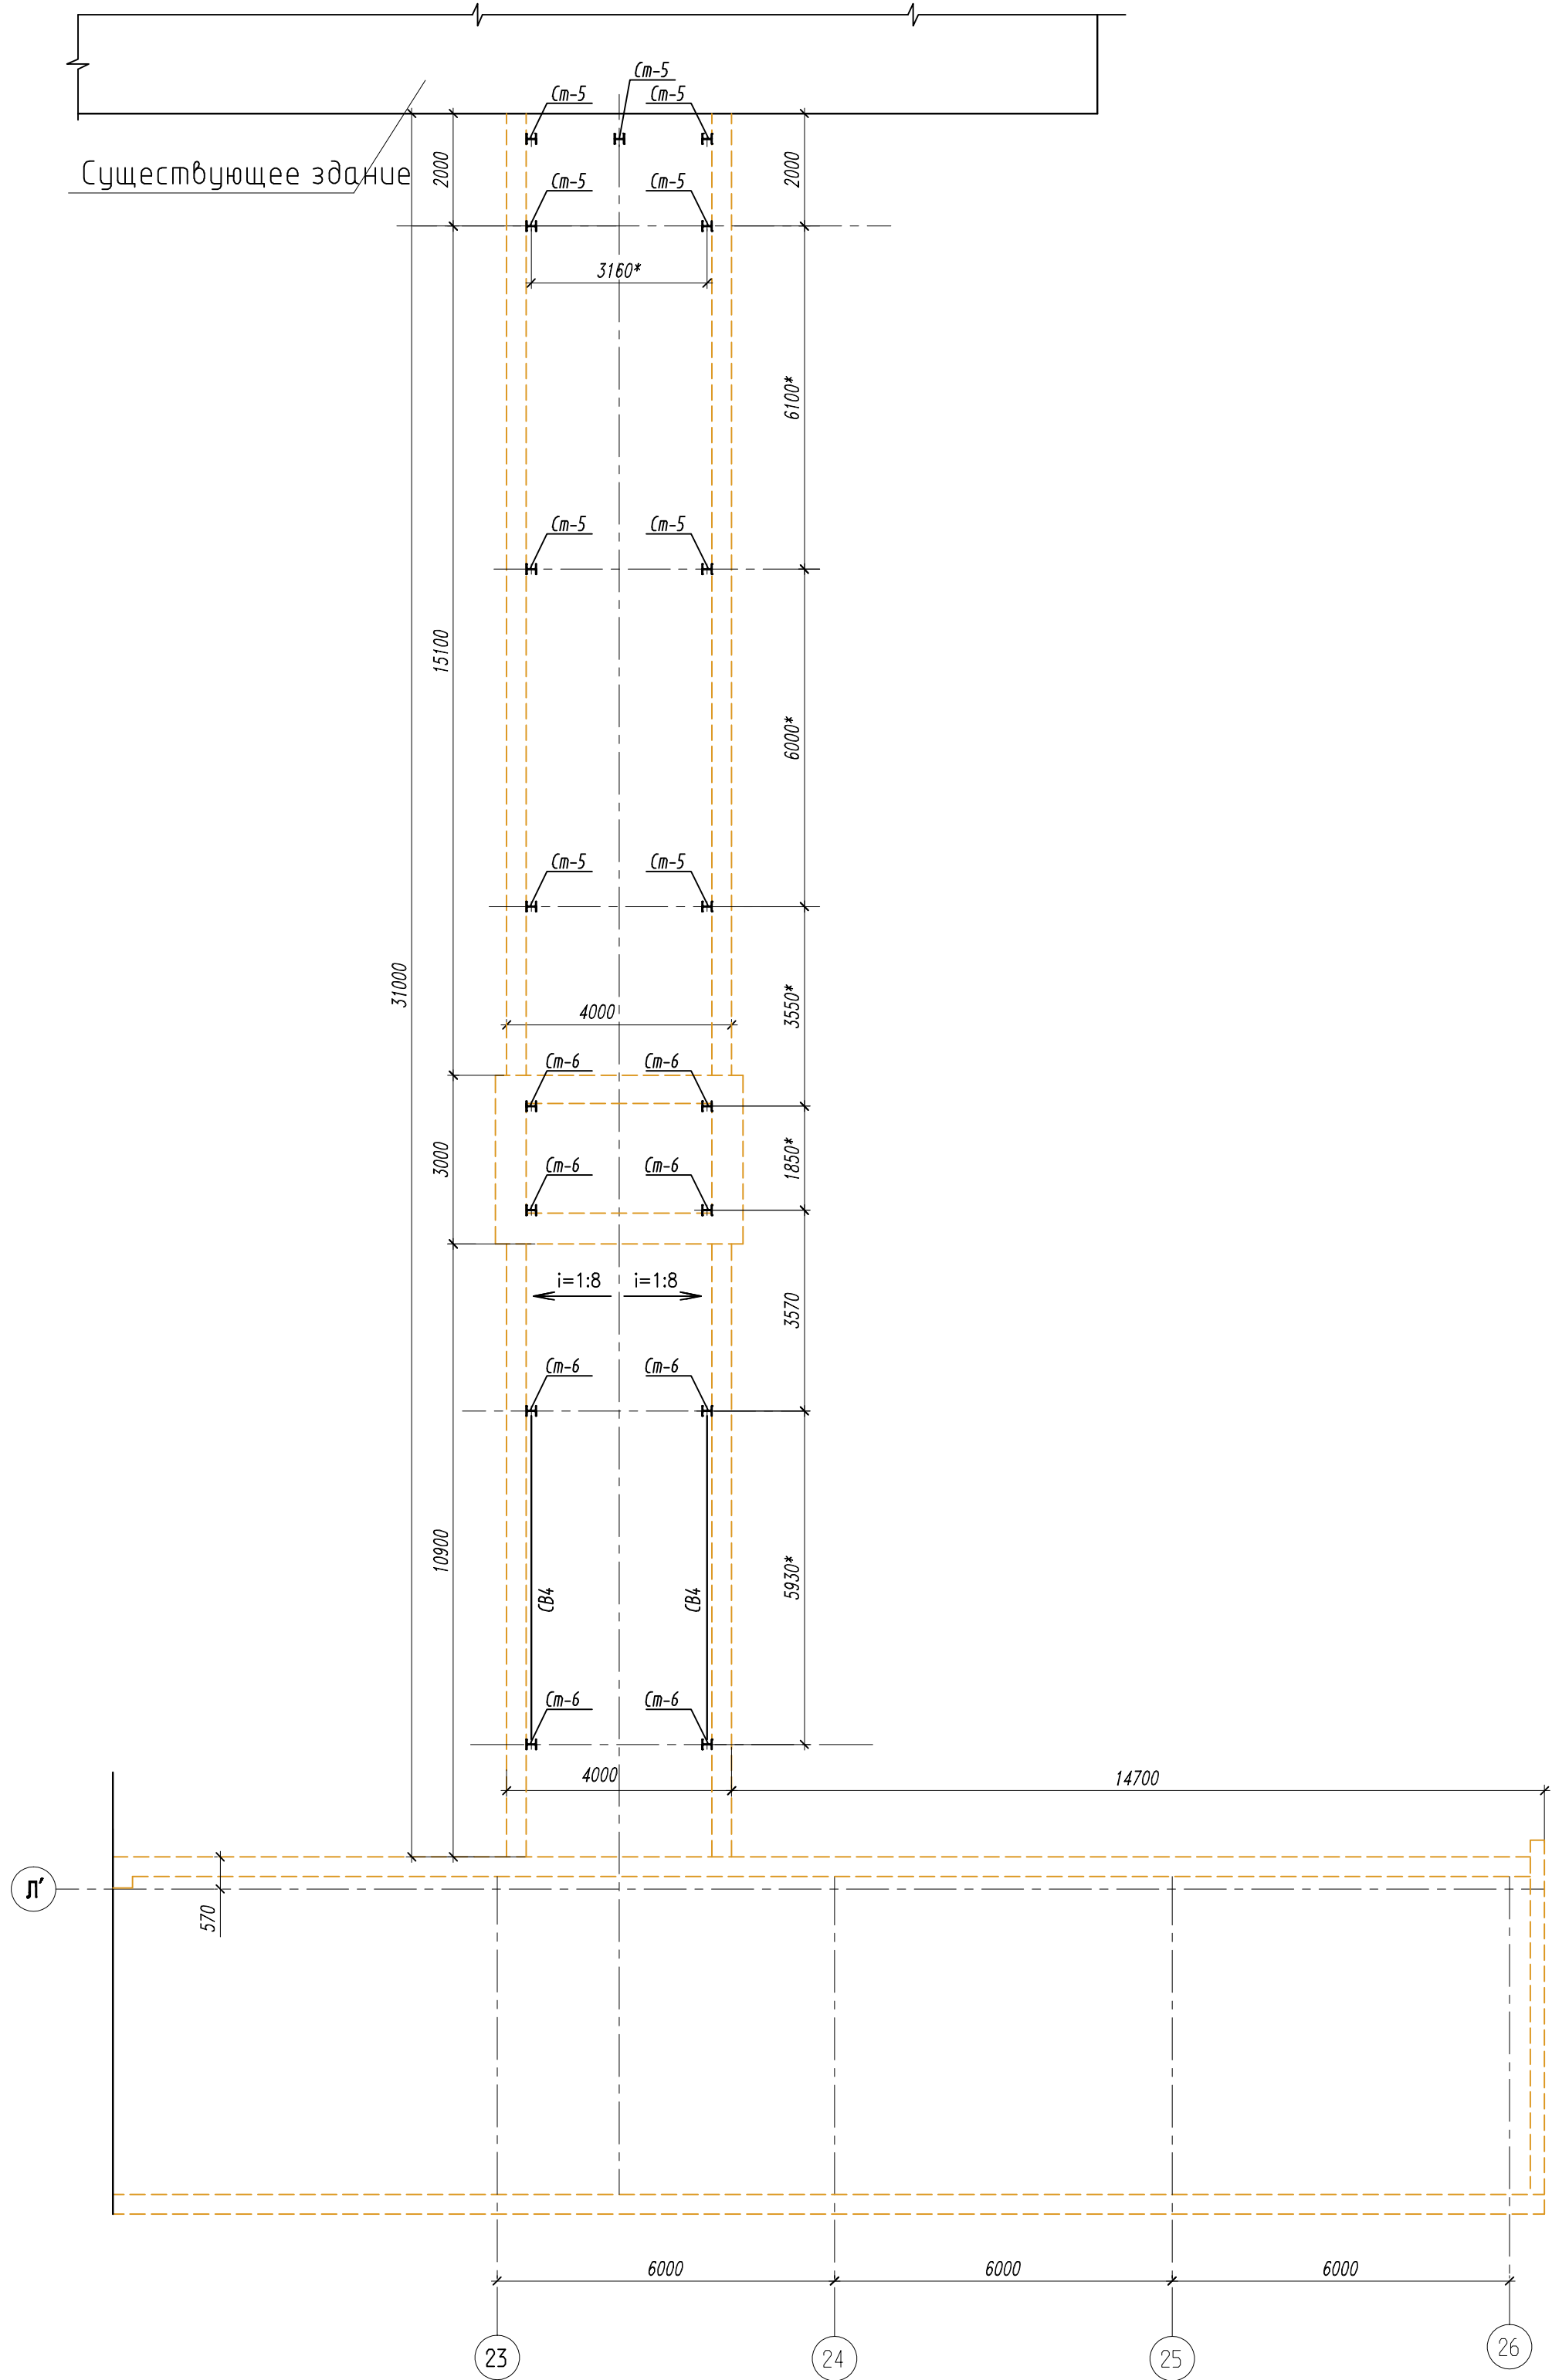 Ст-5
Ст-5
Ст-5
Существующее здание
2000
2000
Ст-5
Ст-5
3160*
6100*
Ст-5
Ст-5
15100
6000*
Ст-5
Ст-5
31000
3550*
4000
Ст-6
Ст-6
3000
1850*
Ст-6
Ст-6
i=1:8
i=1:8
3570
Ст-6
Ст-6
10900
5930*
СВ4
СВ4
Ст-6
Ст-6
4000
14700
Л'
570
6000
6000
6000
23
24
25
26